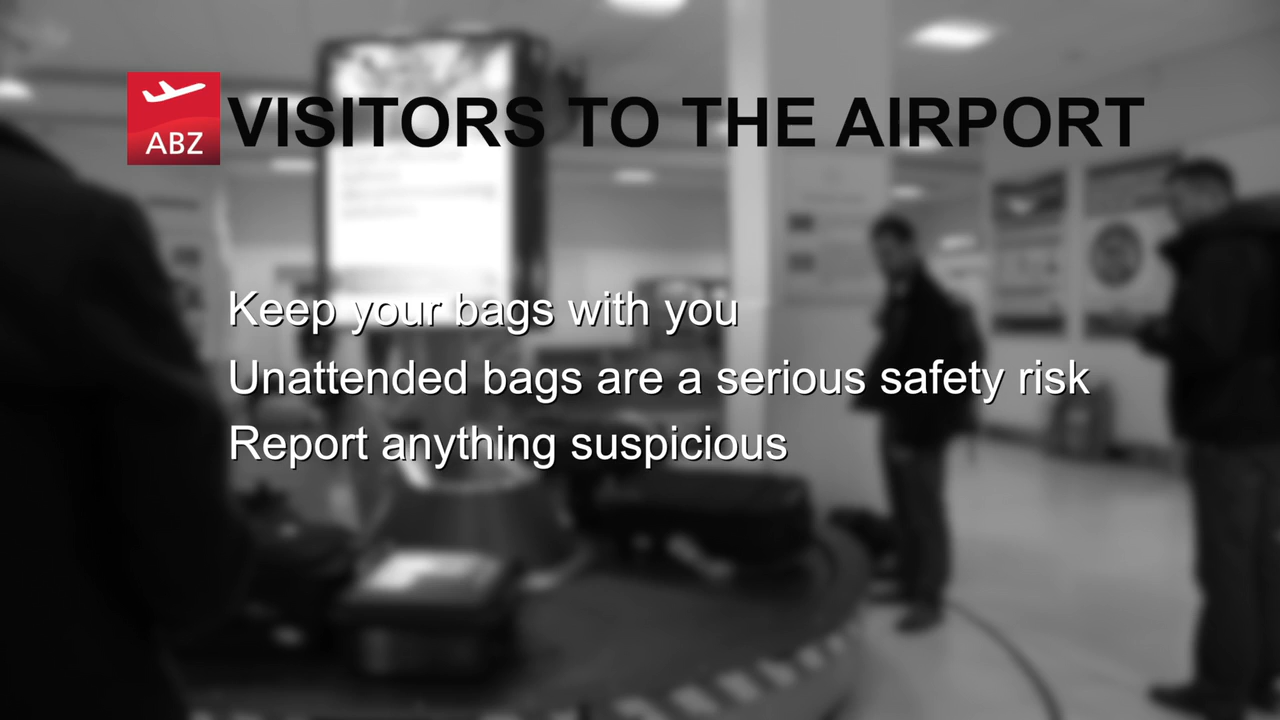 ABZ
VISITORS TO THE AIRPORT
Keep your bags with you
Unattended bags are a serious safety risk
Report anything suspicious